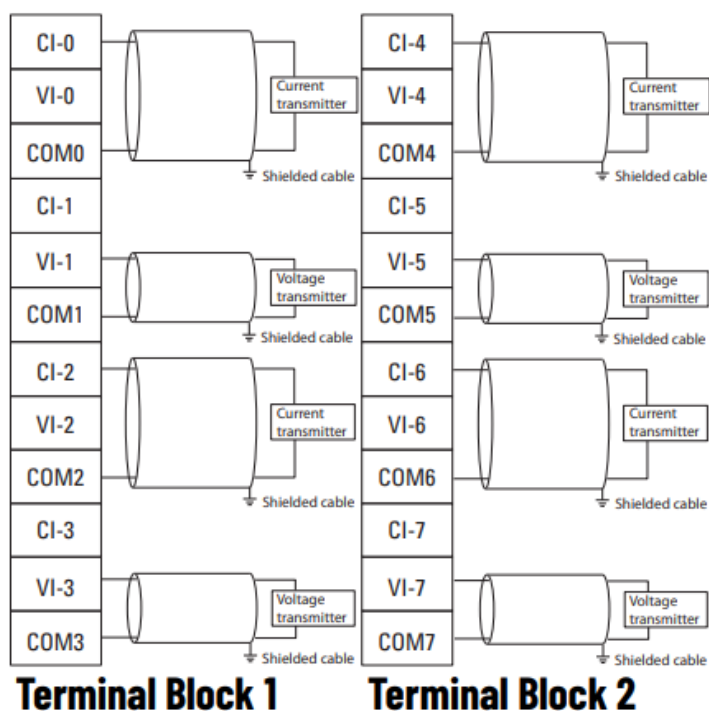 CI-0
VI-0
COM0
CI-1
VI-1
COM1
CI-2
VI-2
COM2
CI-3
VI-3
COM3
Current
transmitter
Shielded cable
Voltage
transmitter
Shielded cable
Current
transmitter
Shielded cable
Voltage
transmitter
Shielded cable
Terminal Block 1
CI-4
VI-4
COM4
CI-5
VI-5
COM5
CI-6
VI-6
COM6
CI-7
VI-7
COM7
Current
transmitter
Shielded cable
Voltage
transmitter
Shielded cable
Current
transmitter
Shielded cable
Voltage
transmitter
Shielded cable
Terminal Block 2